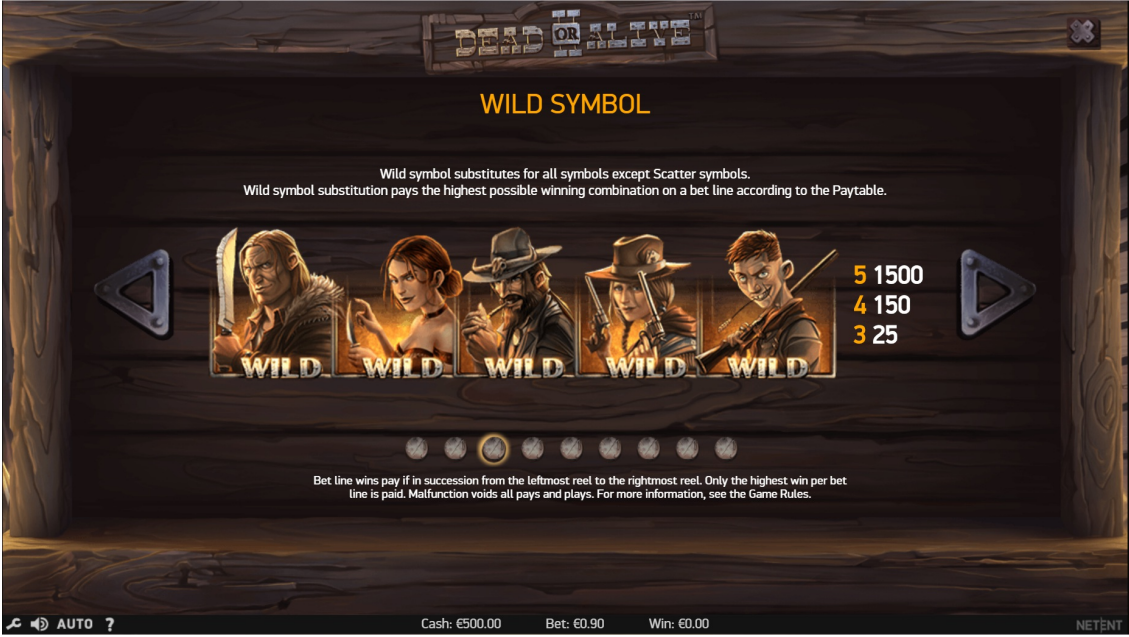 DEAD OR ALIVE™
II
WILD SYMBOL
Wild symbol substitutes for all symbols except Scatter symbols.
Wild symbol substitution pays the highest possible winning combination on a bet line according to the Paytable.
WILD WILD WILD WILD WILD
5 1500
4 150
3 25
Bet line wins pay if in succession from the leftmost reel to the rightmost reel. Only the highest win per bet
line is paid. Malfunction voids all pays and plays. For more information, see the Game Rules.
AUTO ? Cash: €500.00 Bet: €0.90 Win: €0.00 NETENT